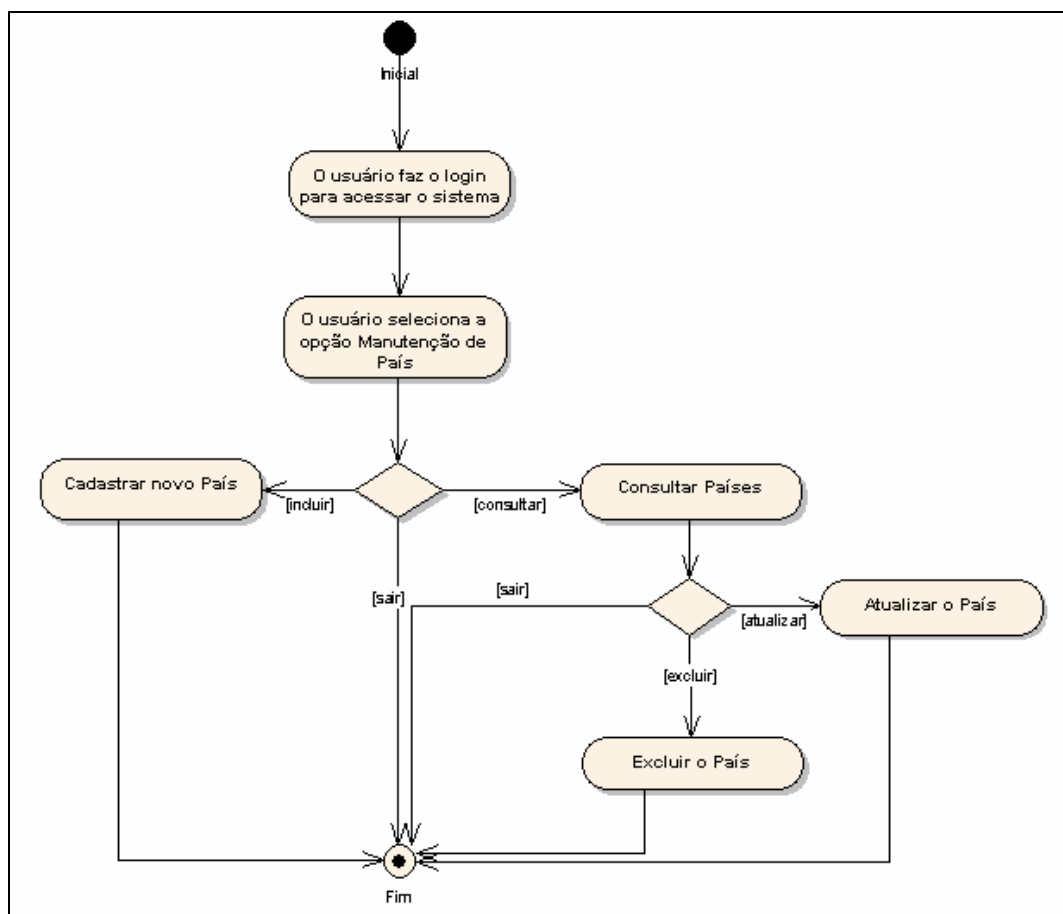 Inicial
O usuário faz o login
para acessar o sistema
O usuário seleciona a
opção Manutenção de
País
Cadastrar novo País
[incluir]
[consultar]
Consultar Países
[sair]
[sair]
[atualizar]
Atualizar o País
[excluir]
Excluir o País
Fim